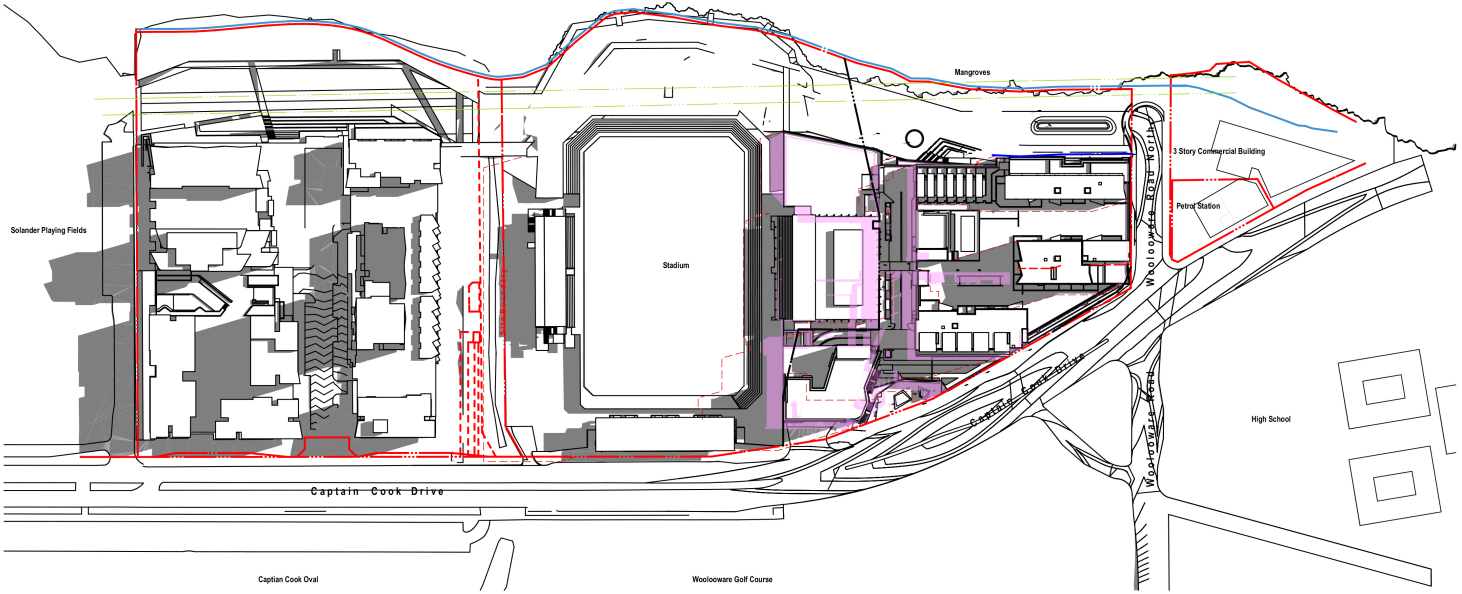 Mangroves
3 Story Commercial Building
Wooloowareㅤ Road North
Petrol Station
Solander Playing Fields
Stadium
Captain Cook Drive
Woolooware Road
High School
Captain Cook Drive
Captian Cook Oval
Woolooware Golf Course